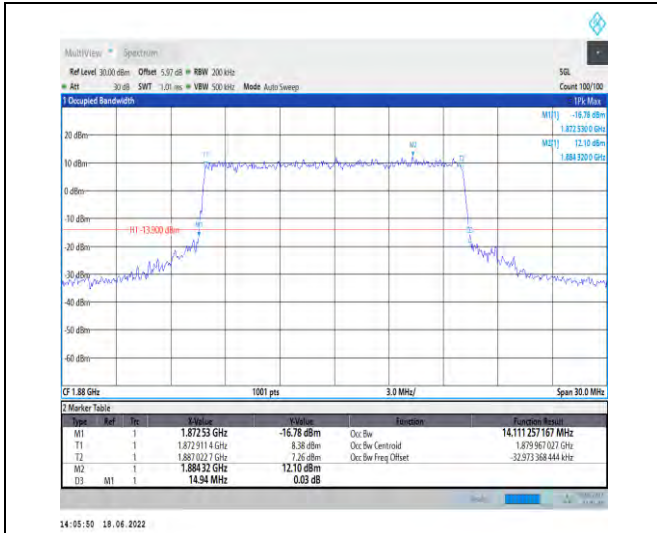 MultiView Spectrum
Ref Level 30.00 dBm Offset 5.97 dB RBW 200 kHz SGL
Att 30 dB SWT 1.01 ms VBW 500 kHz Mode Auto Sweep Count 100/100
1 Occupied Bandwidth 1Pk Max
M1[1] -16.78 dBm
1.872 530 0 GHz
M2[1] 12.10 dBm
1.884 320 0 GHz
20 dBm
10 dBm
0 dBm
-10 dBm
-20 dBm
-30 dBm
-40 dBm
-50 dBm
-60 dBm
T1
M2
T2
H1 -13.900 dBm
M1
D3
CF 1.88 GHz 1001 pts 3.0 MHz/ Span 30.0 MHz
2 Marker Table
Type Ref Trc X-Value Y-Value Function Function Result
M1 1 1.87253 GHz -16.78 dBm Occ Bw 14.111 257 167 MHz
T1 1 1.872 911 4 GHz 8.38 dBm Occ Bw Centroid 1.879 967 027 GHz
T2 1 1.887 022 7 GHz 7.26 dBm Occ Bw Freq Offset -32.973 368 444 kHz
M2 1 1.88432 GHz 12.10 dBm
D3 M1 1 14.94 MHz 0.03 dB
14:05:50 18.06.2022